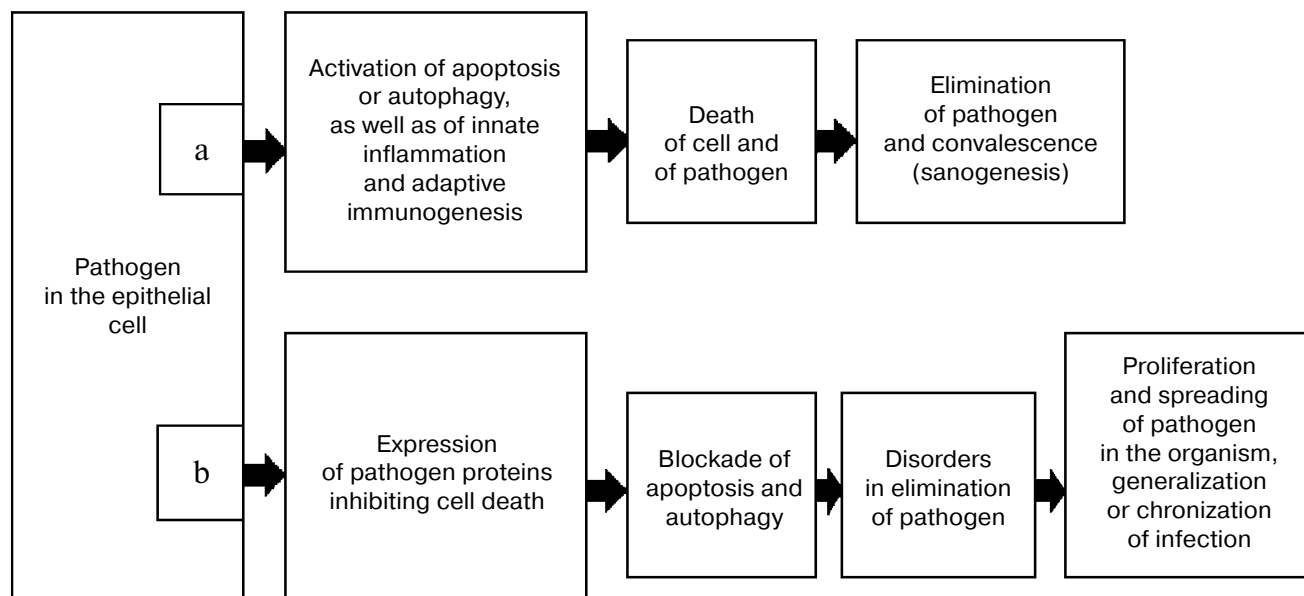 Pathogen
in the epithelial
cell
a
Activation of apoptosis
or autophagy,
as well as of innate
inflammation
and adaptive
immunogenesis
Death
of cell and
of pathogen
Elimination
of pathogen
and convalescence
(sanogenesis)
b
Expression
of pathogen proteins
inhibiting cell death
Blockade of
apoptosis and
autophagy
Disorders
in elimination
of pathogen
Proliferation
and spreading
of pathogen
in the organism,
generalization
or chronization
of infection